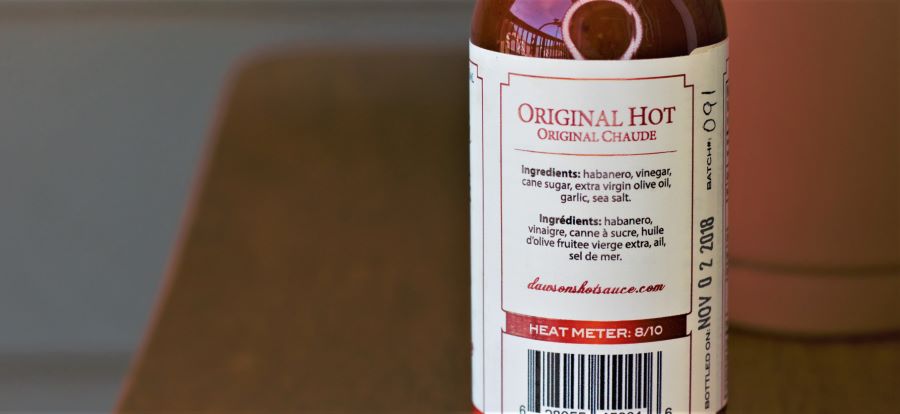 ORIGINAL HOT
ORIGINAL CHAUDE
Ingredients: habanero, vinegar,
cane sugar, extra virgin olive oil,
garlic, sea salt.
Ingrédients: habanero,
vinaigre, canne à sucre, huile
d'olive fruitee vierge extra, ail,
sel de mer.
dawsonshotsauce.com
HEAT METER: 8/10
BOTTLED ON: NOV 02 2018 BATCH#: 091